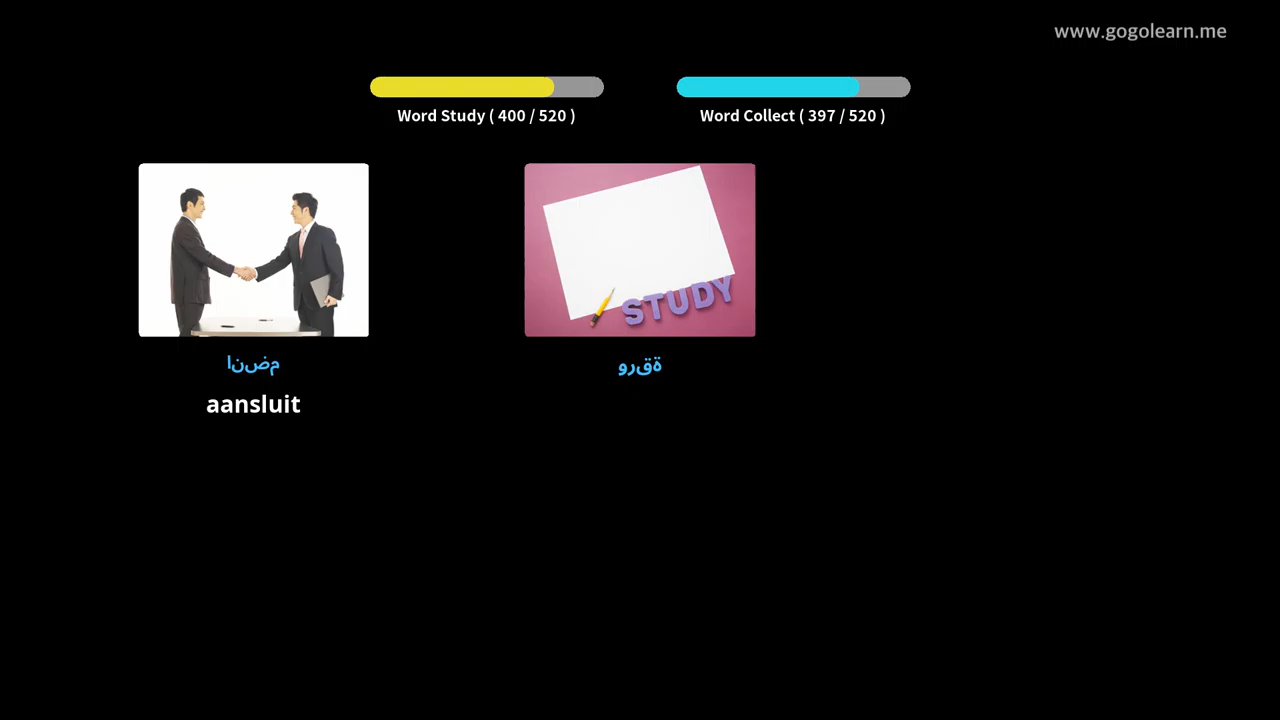 www.gogolearn.me
Word Study ( 400 / 520 )
Word Collect ( 397 / 520 )
انضم
ورقة
aansluit
STUDY